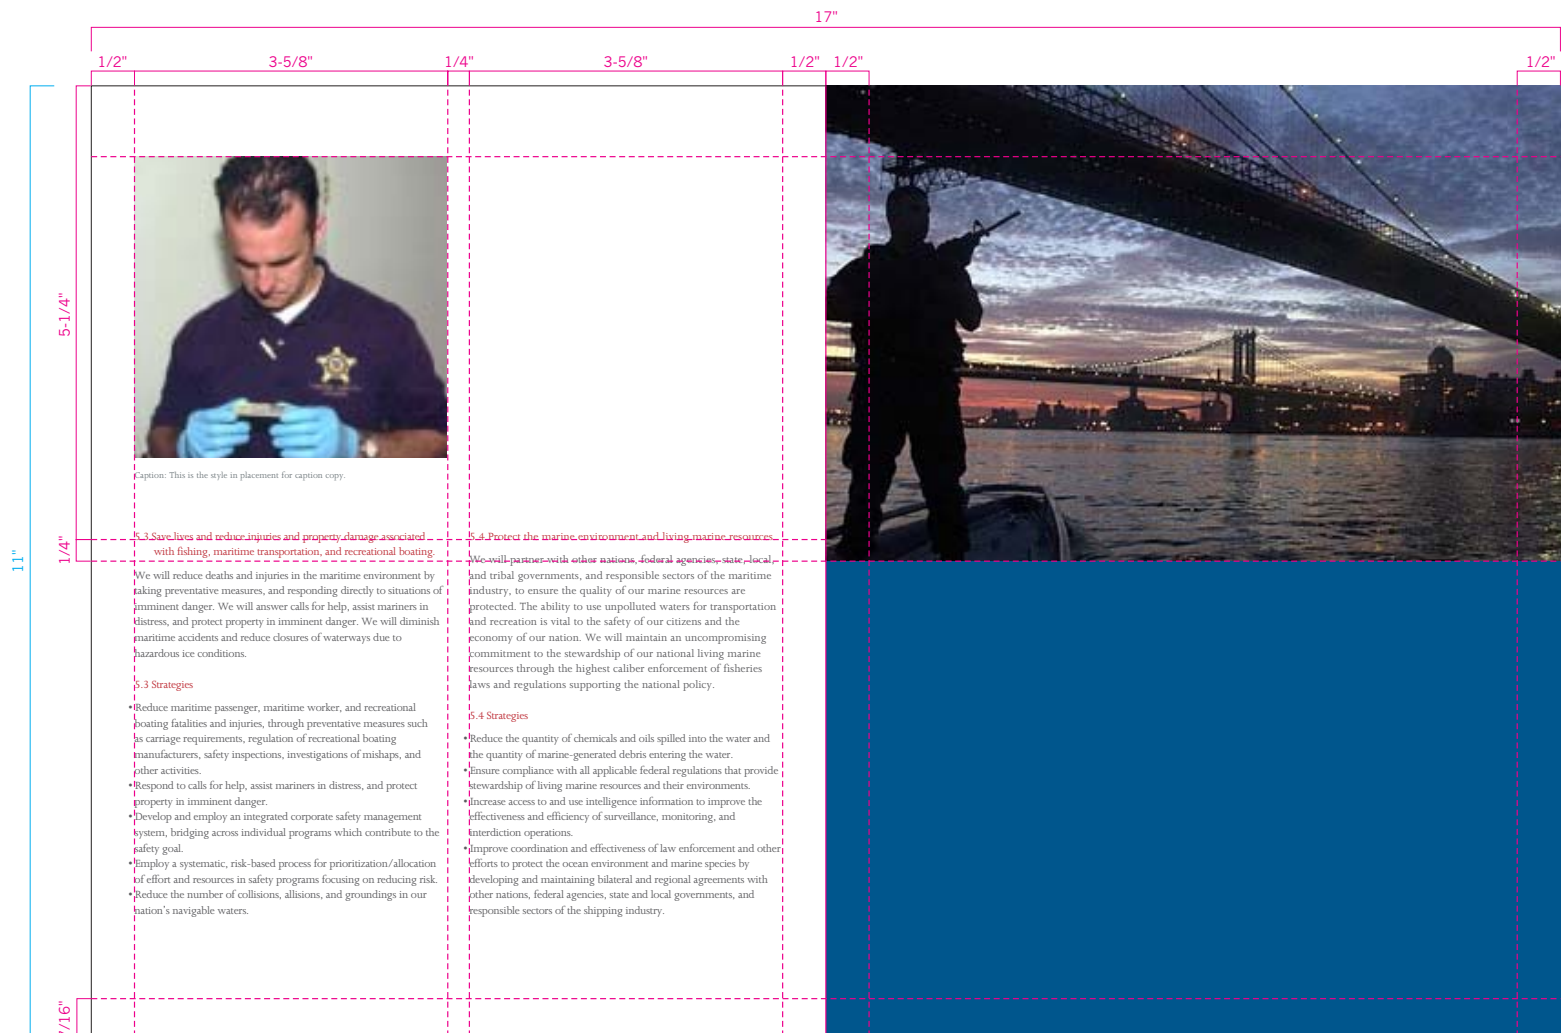 17"
1/2" 3-5/8" 1/4" 3-5/8" 1/2" 1/2" 1/2"
5-1/4"
1/4"
11"
7/16"
Caption: This is the style in placement for caption copy.
5.3 Save lives and reduce injuries and property damage associated
with fishing, maritime transportation, and recreational boating.
We will reduce deaths and injuries in the maritime environment by
taking preventative measures, and responding directly to situations of
imminent danger. We will answer calls for help, assist mariners in
distress, and protect property in imminent danger. We will diminish
maritime accidents and reduce closures of waterways due to
hazardous ice conditions.
5.3 Strategies
•Reduce maritime passenger, maritime worker, and recreational
boating fatalities and injuries, through preventative measures such
as carriage requirements, regulation of recreational boating
manufacturers, safety inspections, investigations of mishaps, and
other activities.
•Respond to calls for help, assist mariners in distress, and protect
property in imminent danger.
•Develop and employ an integrated corporate safety management
system, bridging across individual programs which contribute to the
safety goal.
•Employ a systematic, risk-based process for prioritization/allocation
of effort and resources in safety programs focusing on reducing risk.
•Reduce the number of collisions, allisions, and groundings in our
nation's navigable waters.
5.4 Protect the marine environment and living marine resources.
We will partner with other nations, federal agencies, state, local,
and tribal governments, and responsible sectors of the maritime
industry, to ensure the quality of our marine resources are
protected. The ability to use unpolluted waters for transportation
and recreation is vital to the safety of our citizens and the
economy of our nation. We will maintain an uncompromising
commitment to the stewardship of our national living marine
resources through the highest caliber enforcement of fisheries
laws and regulations supporting the national policy.
5.4 Strategies
•Reduce the quantity of chemicals and oils spilled into the water and
the quantity of marine-generated debris entering the water.
•Ensure compliance with all applicable federal regulations that provide
stewardship of living marine resources and their environments.
•Increase access to and use intelligence information to improve the
effectiveness and efficiency of surveillance, monitoring, and
interdiction operations.
•Improve coordination and effectiveness of law enforcement and other
efforts to protect the ocean environment and marine species by
developing and maintaining bilateral and regional agreements with
other nations, federal agencies, state and local governments, and
responsible sectors of the shipping industry.